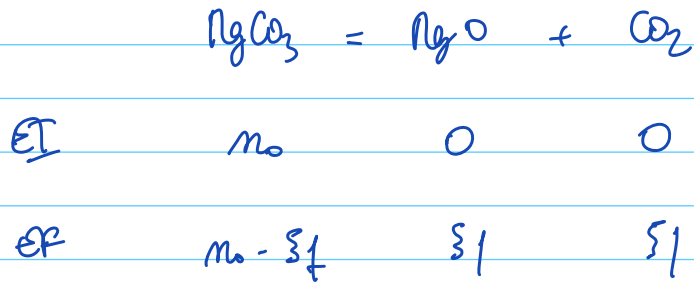 MgCO₃ = MgO + CO₂
EI n₀ 0 0
EF n₀ - ξf ξf ξf